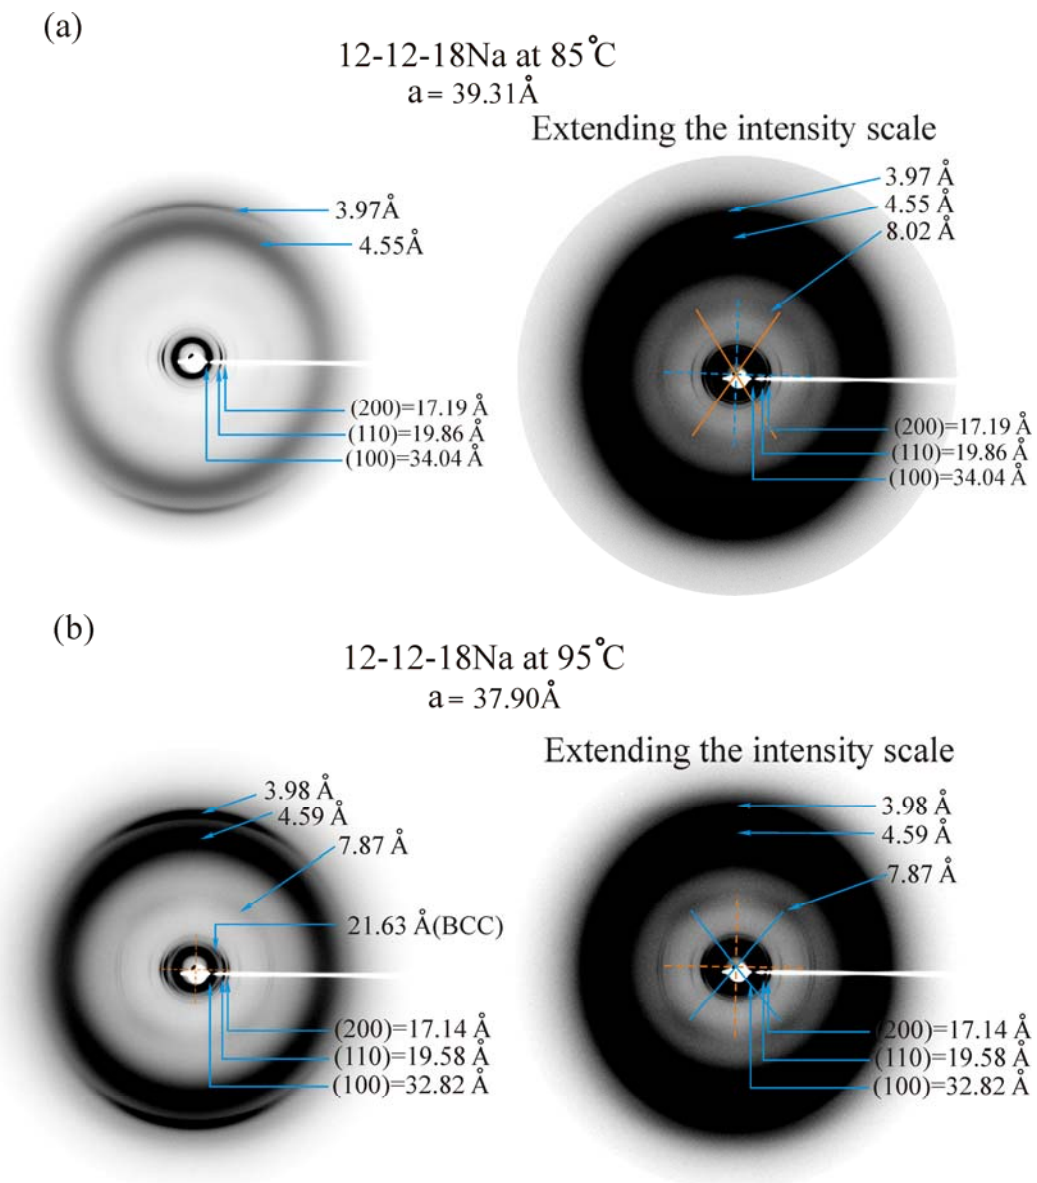 (a)
12-12-18Na at 85°C
a = 39.31Å
Extending the intensity scale
3.97Å
4.55Å
(200)=17.19 Å
(110)=19.86 Å
(100)=34.04 Å
3.97 Å
4.55 Å
8.02 Å
(200)=17.19 Å
(110)=19.86 Å
(100)=34.04 Å
(b)
12-12-18Na at 95°C
a = 37.90Å
Extending the intensity scale
3.98 Å
4.59 Å
7.87 Å
21.63 Å(BCC)
(200)=17.14 Å
(110)=19.58 Å
(100)=32.82 Å
3.98 Å
4.59 Å
7.87 Å
(200)=17.14 Å
(110)=19.58 Å
(100)=32.82 Å